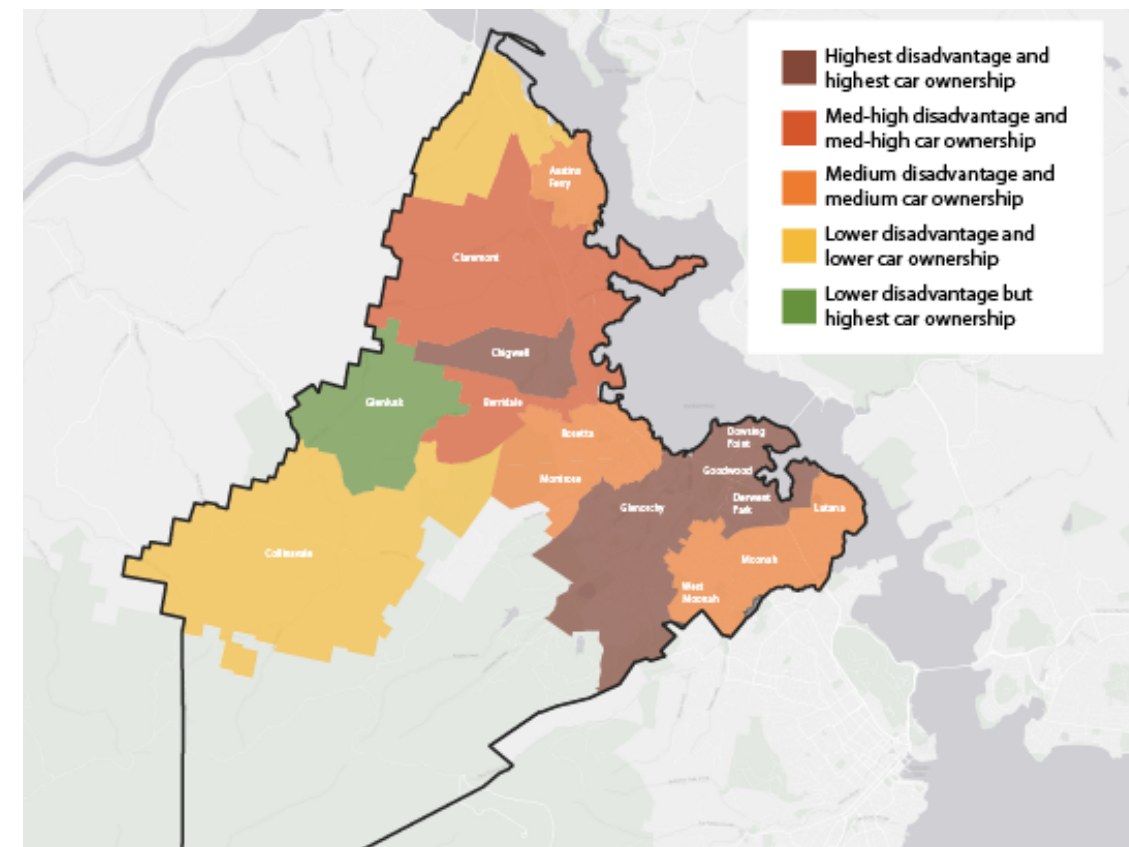 Highest disadvantage and
highest car ownership
Med-high disadvantage and
med-high car ownership
Medium disadvantage and
medium car ownership
Lower disadvantage and
lower car ownership
Lower disadvantage but
highest car ownership
Austins
Ferry
Claremont
Chigwell
Glenlusk
Berridale
Rosetta
Montrose
Dowsing
Point
Goodwood
Glenorchy
Derwent
Park
Lutana
Collinsvale
Moonah
West
Moonah